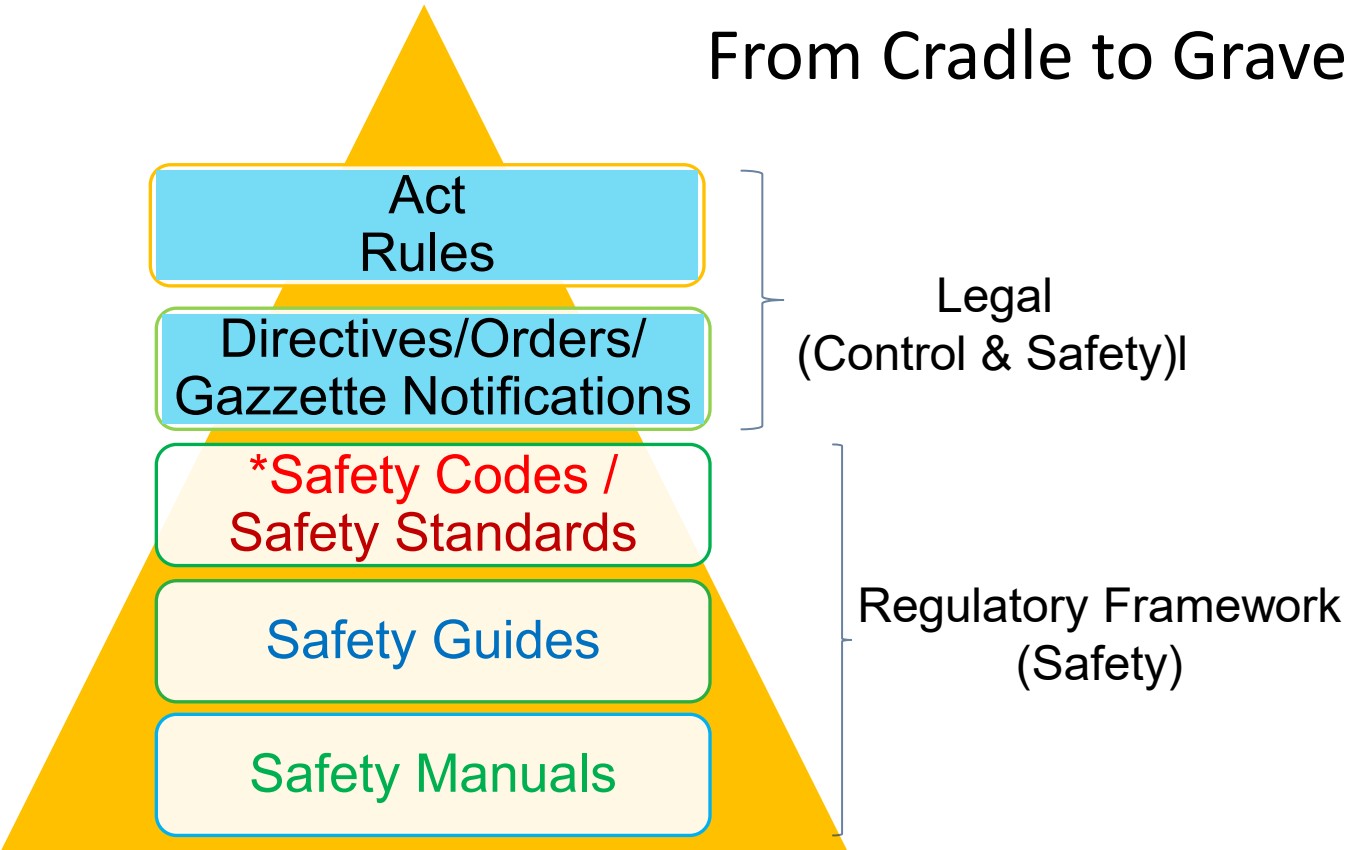 From Cradle to Grave
Act
Rules
Directives/Orders/
Gazzette Notifications
Legal
(Control & Safety)l
*Safety Codes /
Safety Standards
Safety Guides
Safety Manuals
Regulatory Framework
(Safety)